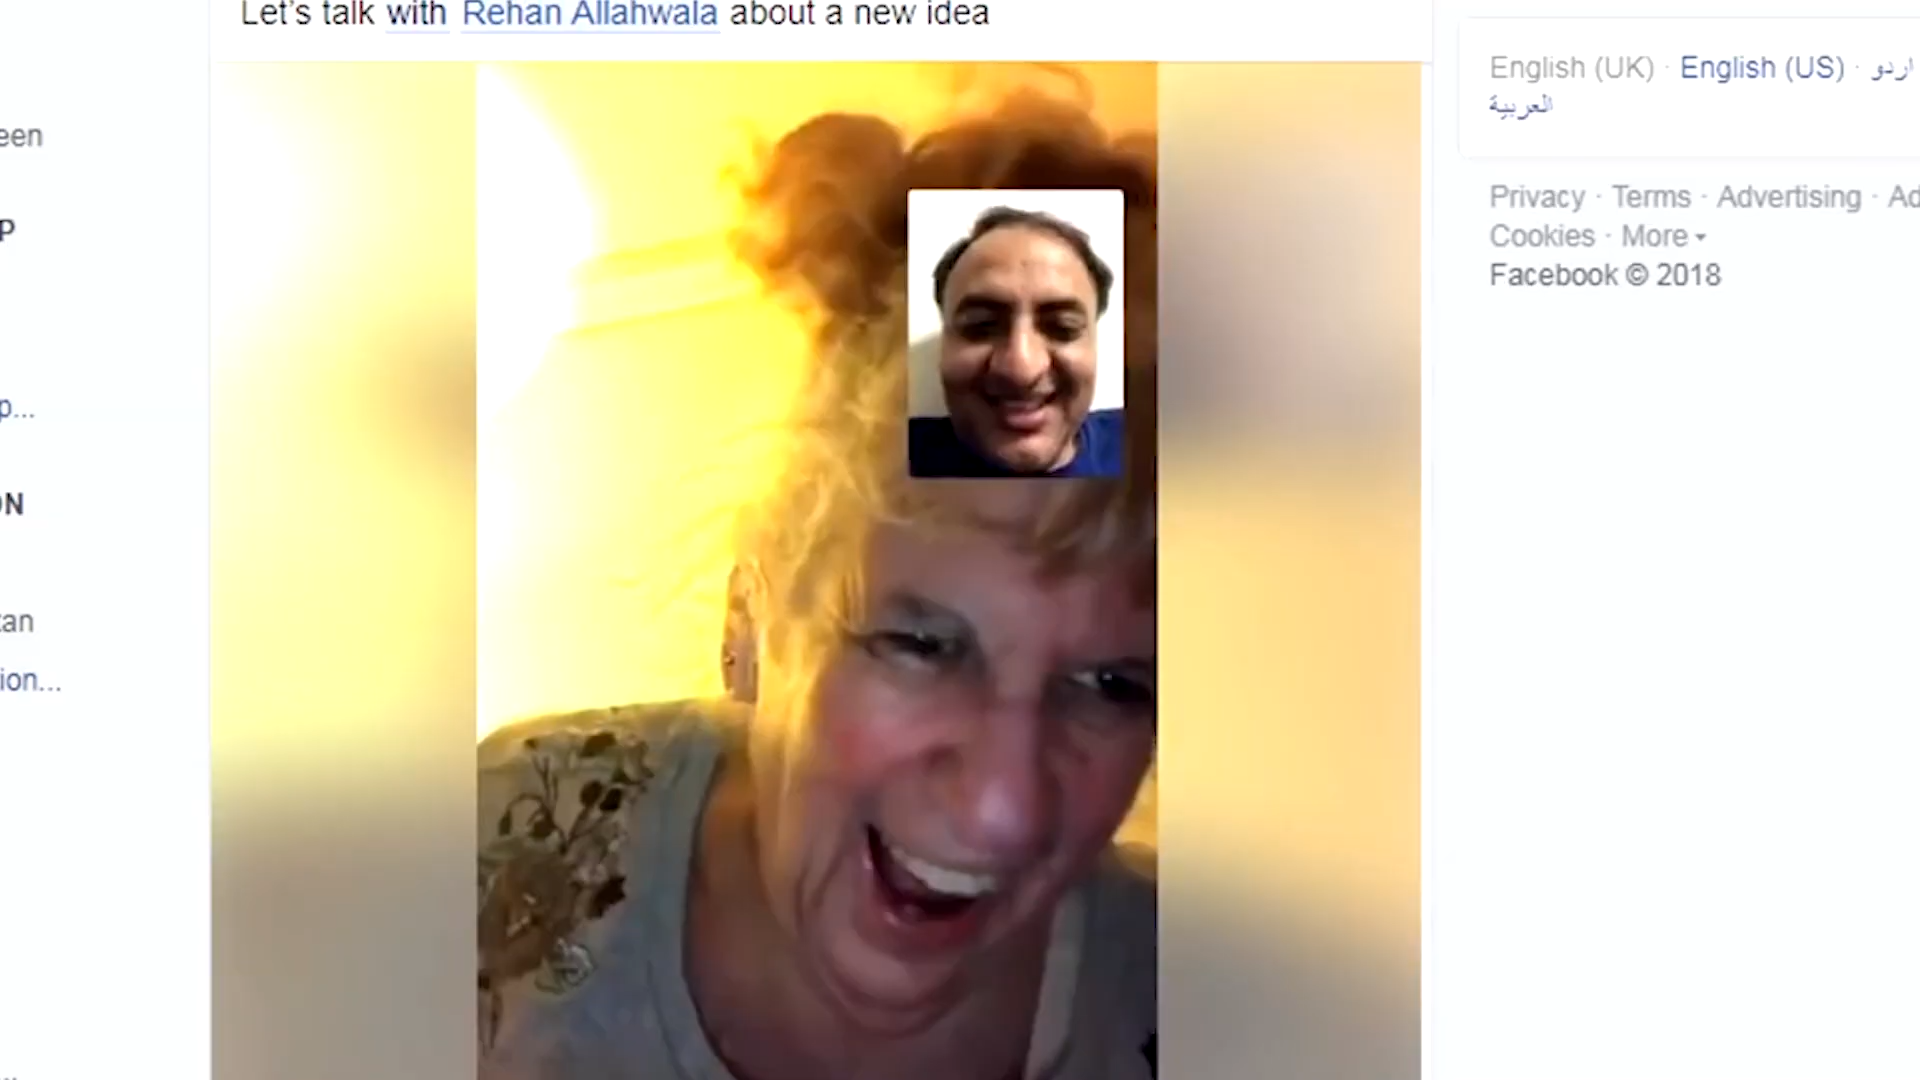 Let's talk with Rehan Allahwala about a new idea
English (UK) · English (US) · اردو
العربية
een
P
Privacy · Terms · Advertising · Ad
Cookies · More
Facebook © 2018
p...
ON
tan
ion...